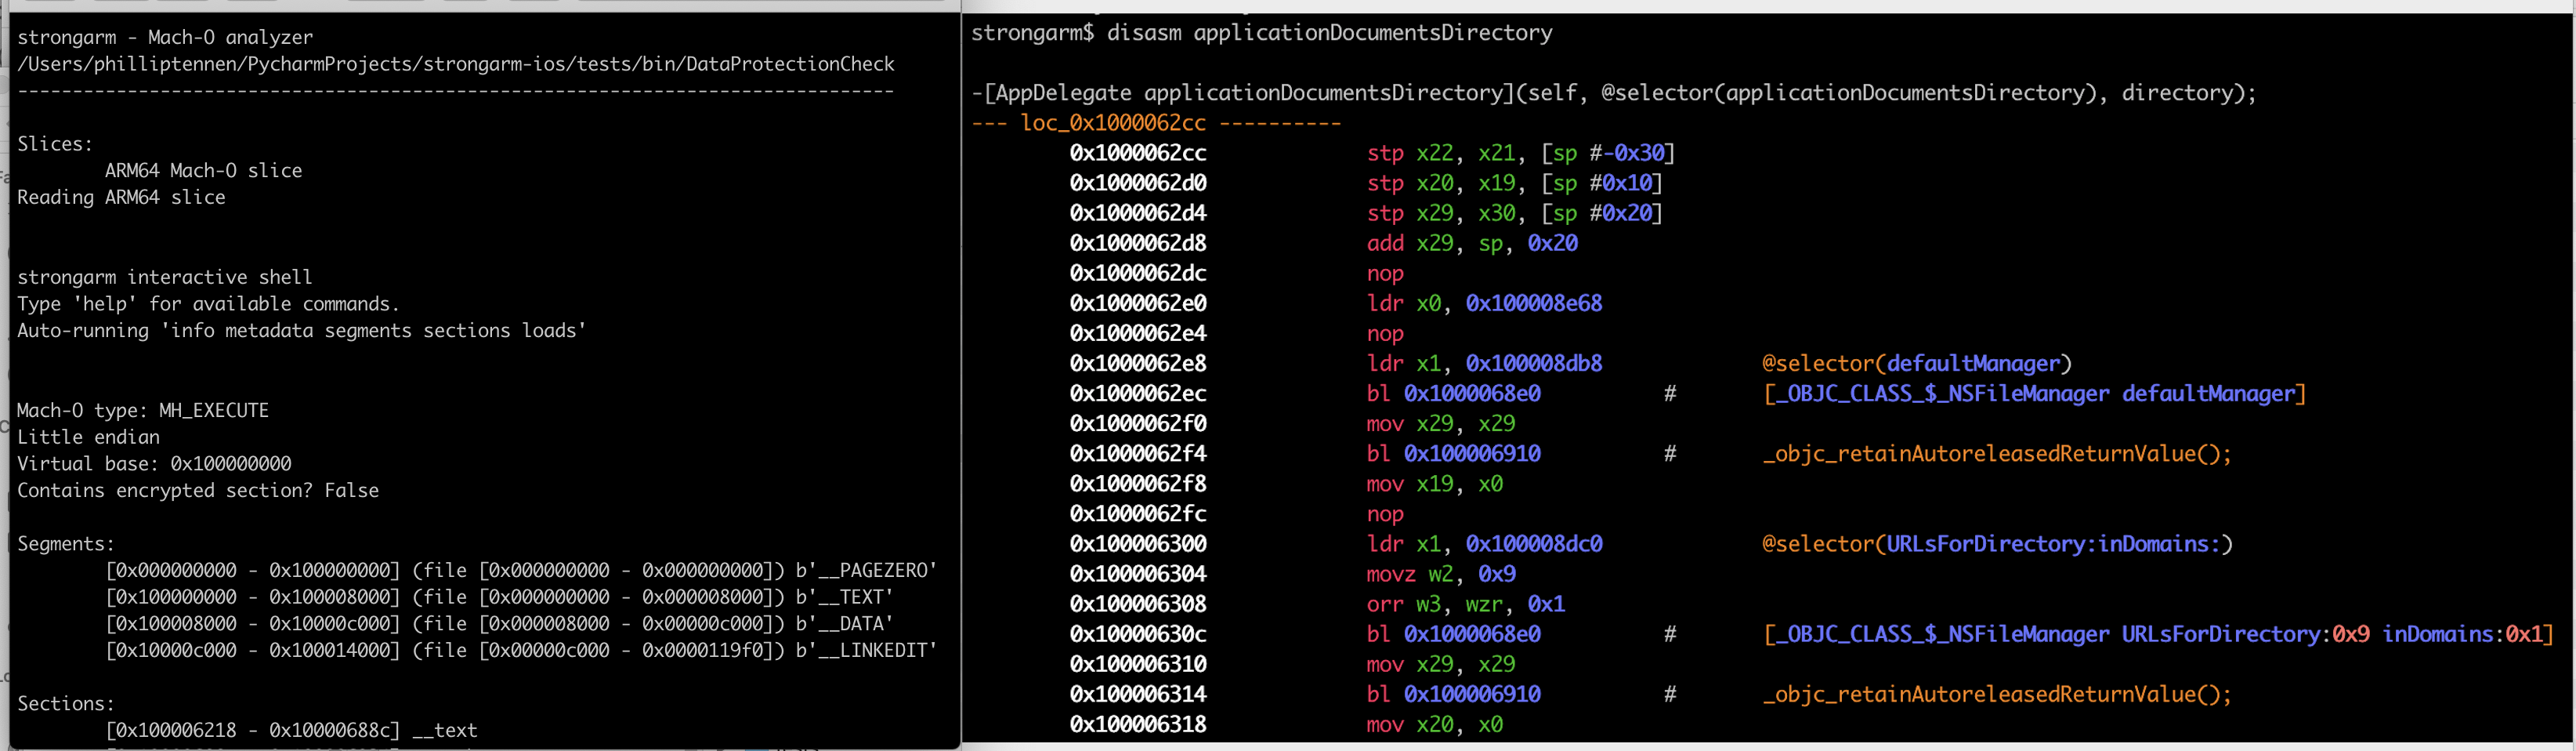 strongarm - Mach-O analyzer
/Users/philliptennen/PycharmProjects/strongarm-ios/tests/bin/DataProtectionCheck
--------------------------------------------------------------------------------
Slices:
ARM64 Mach-O slice
Reading ARM64 slice
strongarm interactive shell
Type 'help' for available commands.
Auto-running 'info metadata segments sections loads'
Mach-O type: MH_EXECUTE
Little endian
Virtual base: 0x100000000
Contains encrypted section? False
Segments:
[0x000000000 - 0x100000000] (file [0x000000000 - 0x000000000]) b'__PAGEZERO'
[0x100000000 - 0x100008000] (file [0x000000000 - 0x000008000]) b'__TEXT'
[0x100008000 - 0x10000c000] (file [0x000008000 - 0x00000c000]) b'__DATA'
[0x10000c000 - 0x100014000] (file [0x00000c000 - 0x0000119f0]) b'__LINKEDIT'
Sections:
[0x100006218 - 0x10000688c] __text
strongarm$ disasm applicationDocumentsDirectory
-[AppDelegate applicationDocumentsDirectory](self, @selector(applicationDocumentsDirectory), directory);
--- loc_0x1000062cc ----------
0x1000062cc stp x22, x21, [sp #-0x30]
0x1000062d0 stp x20, x19, [sp #0x10]
0x1000062d4 stp x29, x30, [sp #0x20]
0x1000062d8 add x29, sp, 0x20
0x1000062dc nop
0x1000062e0 ldr x0, 0x100008e68
0x1000062e4 nop
0x1000062e8 ldr x1, 0x100008db8 @selector(defaultManager)
0x1000062ec bl 0x1000068e0 # [_OBJC_CLASS_$_NSFileManager defaultManager]
0x1000062f0 mov x29, x29
0x1000062f4 bl 0x100006910 # _objc_retainAutoreleasedReturnValue();
0x1000062f8 mov x19, x0
0x1000062fc nop
0x100006300 ldr x1, 0x100008dc0 @selector(URLsForDirectory:inDomains:)
0x100006304 movz w2, 0x9
0x100006308 orr w3, wzr, 0x1
0x10000630c bl 0x1000068e0 # [_OBJC_CLASS_$_NSFileManager URLsForDirectory:0x9 inDomains:0x1]
0x100006310 mov x29, x29
0x100006314 bl 0x100006910 # _objc_retainAutoreleasedReturnValue();
0x100006318 mov x20, x0